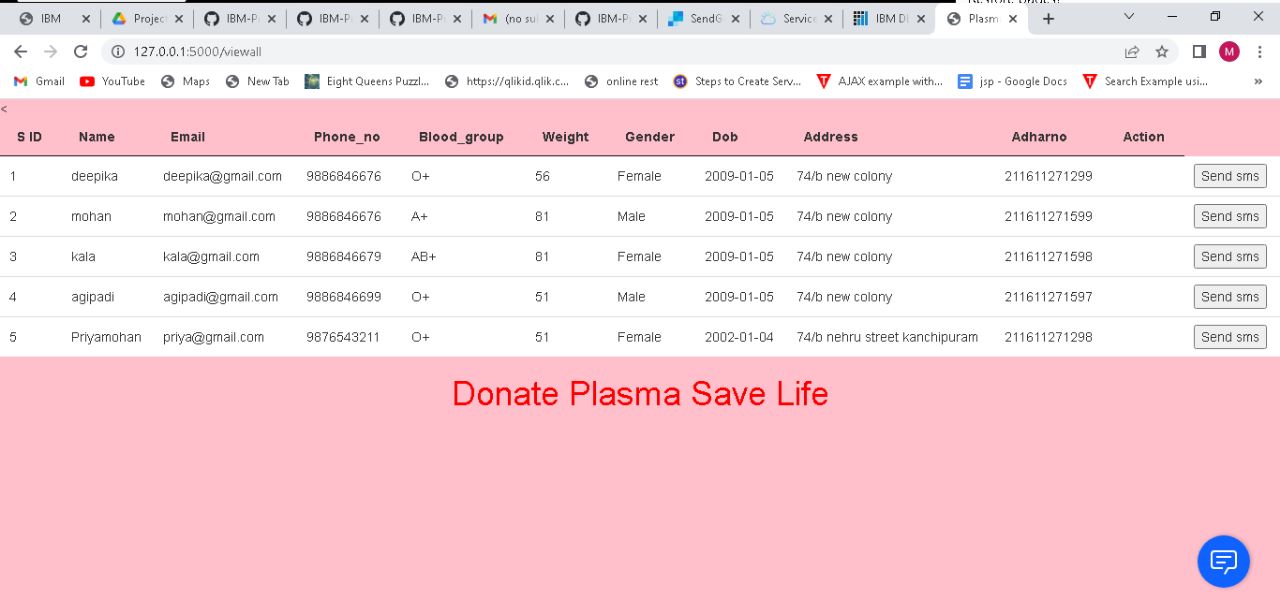 IBM Project IBM-P IBM-P IBM-P (no su IBM-P SendG Service IBM D Plasm
127.0.0.1:5000/viewall M
Gmail YouTube Maps New Tab Eight Queens Puzzl... https://qlikid.qlik.c... online rest st Steps to Create Serv... AJAX example with... jsp - Google Docs Search Example usi... »
<
S ID Name Email Phone_no Blood_group Weight Gender Dob Address Adharno Action
1 deepika deepika@gmail.com 9886846676 O+ 56 Female 2009-01-05 74/b new colony 211611271299 Send sms
2 mohan mohan@gmail.com 9886846676 A+ 81 Male 2009-01-05 74/b new colony 211611271599 Send sms
3 kala kala@gmail.com 9886846679 AB+ 81 Female 2009-01-05 74/b new colony 211611271598 Send sms
4 agipadi agipadi@gmail.com 9886846699 O+ 51 Male 2009-01-05 74/b new colony 211611271597 Send sms
5 Priyamohan priya@gmail.com 9876543211 O+ 51 Female 2002-01-04 74/b nehru street kanchipuram 211611271298 Send sms
Donate Plasma Save Life